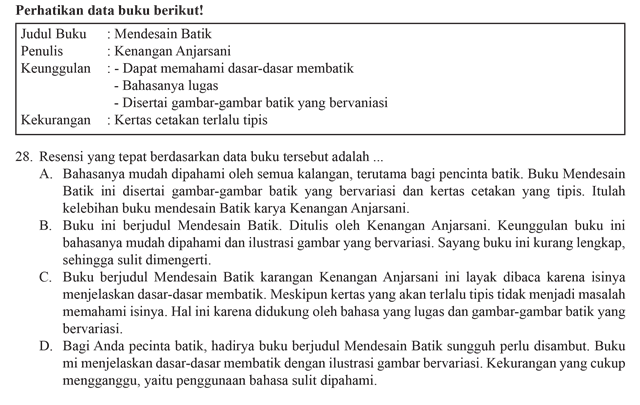 Perhatikan data buku berikut!
Judul Buku : Mendesain Batik
Penulis : Kenangan Anjarsani
Keunggulan : - Dapat memahami dasar-dasar membatik
- Bahasanya lugas
- Disertai gambar-gambar batik yang bervaniasi
Kekurangan : Kertas cetakan terlalu tipis
28. Resensi yang tepat berdasarkan data buku tersebut adalah ...
A. Bahasanya mudah dipahami oleh semua kalangan, terutama bagi pencinta batik. Buku Mendesain
Batik ini disertai gambar-gambar batik yang bervariasi dan kertas cetakan yang tipis. Itulah
kelebihan buku mendesain Batik karya Kenangan Anjarsani.
B. Buku ini berjudul Mendesain Batik. Ditulis oleh Kenangan Anjarsani. Keunggulan buku ini
bahasanya mudah dipahami dan ilustrasi gambar yang bervariasi. Sayang buku ini kurang lengkap,
sehingga sulit dimengerti.
C. Buku berjudul Mendesain Batik karangan Kenangan Anjarsani ini layak dibaca karena isinya
menjelaskan dasar-dasar membatik. Meskipun kertas yang akan terlalu tipis tidak menjadi masalah
memahami isinya. Hal ini karena didukung oleh bahasa yang lugas dan gambar-gambar batik yang
bervariasi.
D. Bagi Anda pecinta batik, hadirya buku berjudul Mendesain Batik sungguh perlu disambut. Buku
mi menjelaskan dasar-dasar membatik dengan ilustrasi gambar bervariasi. Kekurangan yang cukup
mengganggu, yaitu penggunaan bahasa sulit dipahami.